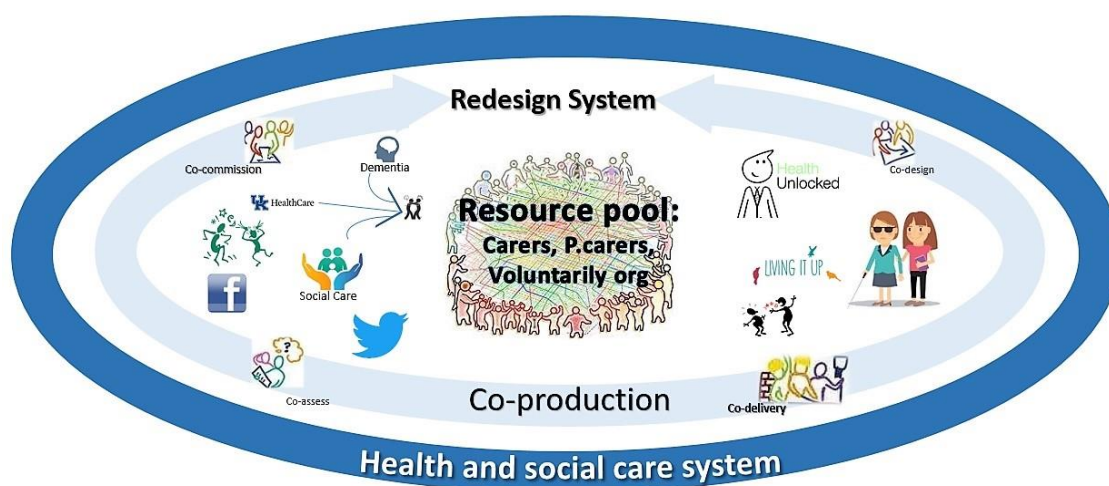 Redesign System
Co-commission
Dementia
Co-design
Health
Unlocked
UK HealthCare
Resource pool:
Carers, P.carers,
Voluntarily org
LIVING IT UP
Social Care
f
?
Co-assess
Co-production
Co-delivery
Health and social care system